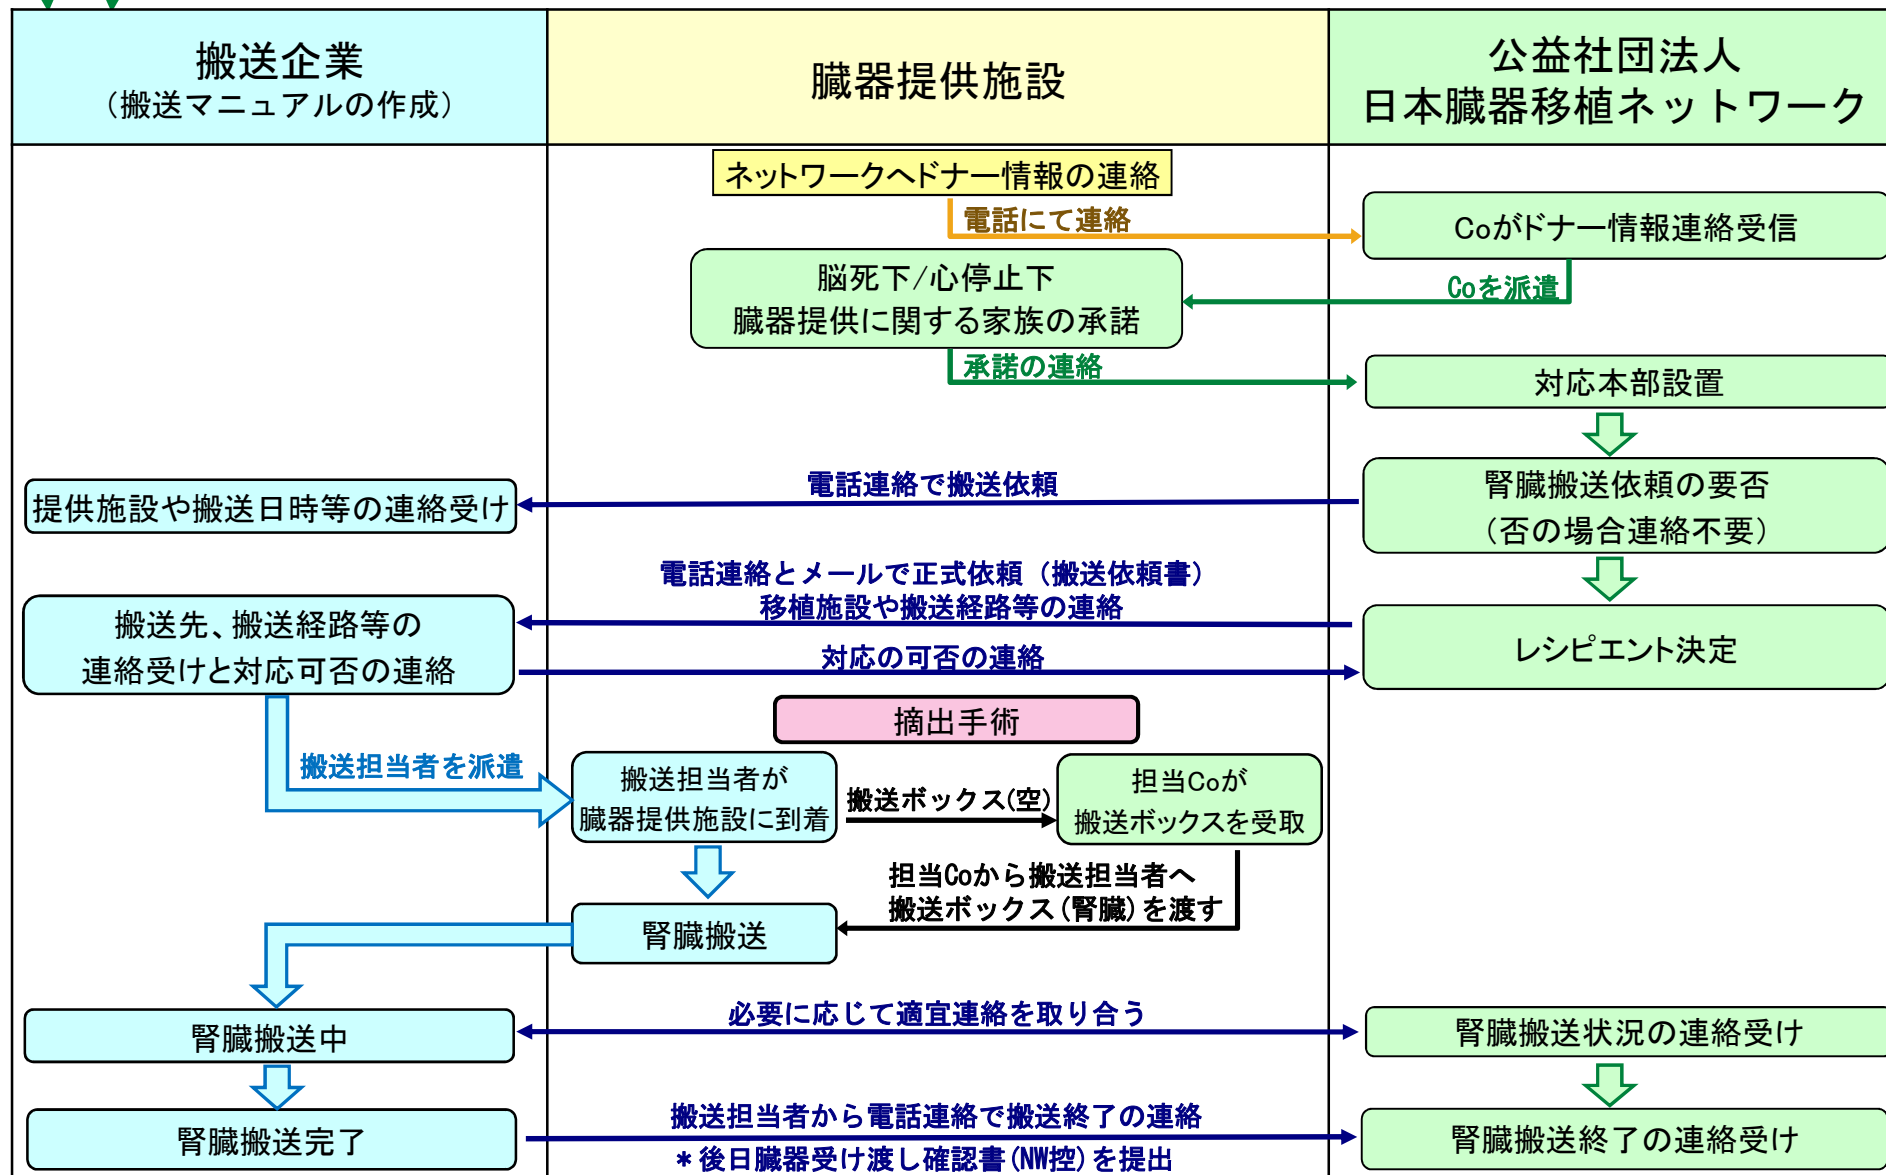 搬送企業
（搬送マニュアルの作成）
臓器提供施設
公益社団法人
日本臓器移植ネットワーク
ネットワークへドナー情報の連絡
電話にて連絡
Coがドナー情報連絡受信
Coを派遣
脳死下/心停止下
臓器提供に関する家族の承諾
承諾の連絡
対応本部設置
電話連絡で搬送依頼
腎臓搬送依頼の要否
（否の場合連絡不要）
提供施設や搬送日時等の連絡受け
電話連絡とメールで正式依頼（搬送依頼書）
移植施設や搬送経路等の連絡
搬送先、搬送経路等の
連絡受けと対応可否の連絡
レシピエント決定
対応の可否の連絡
摘出手術
搬送担当者を派遣
搬送担当者が
臓器提供施設に到着
搬送ボックス(空)
担当Coが
搬送ボックスを受取
担当Coから搬送担当者へ
搬送ボックス(腎臓)を渡す
腎臓搬送
腎臓搬送中
必要に応じて適宜連絡を取り合う
腎臓搬送状況の連絡受け
腎臓搬送完了
搬送担当者から電話連絡で搬送終了の連絡
＊後日臓器受け渡し確認書(NW控)を提出
腎臓搬送終了の連絡受け